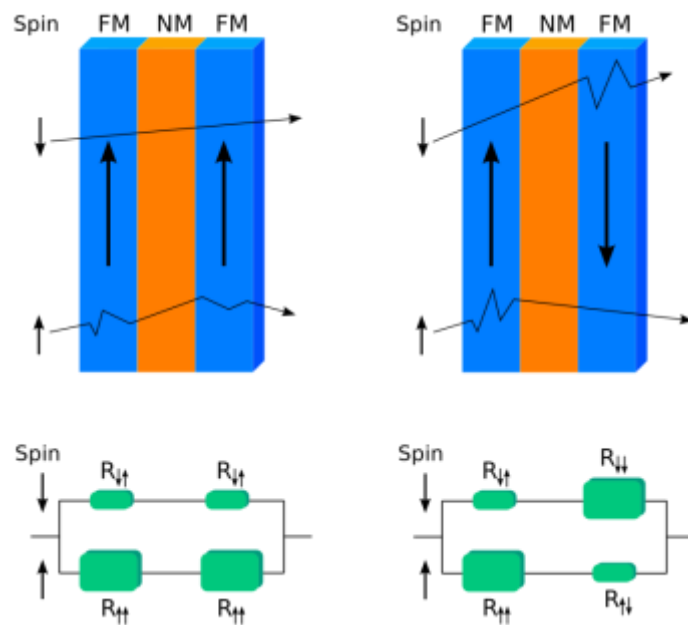 Spin FM NM FM
Spin FM NM FM
Spin
R↓↑ R↓↑
R↑↑ R↑↑
Spin
R↓↑ R↓↓
R↑↑ R↑↓